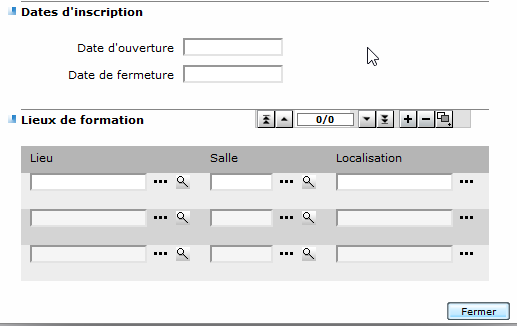 Dates d'inscription
Date d'ouverture
Date de fermeture
Lieux de formation
0/0
Lieu Salle Localisation
Fermer